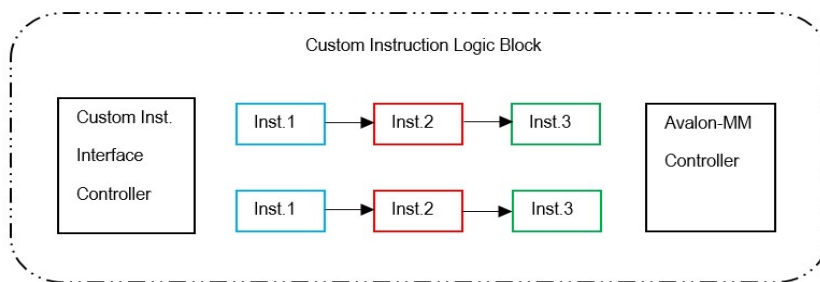 Custom Instruction Logic Block
Custom Inst.
Interface
Controller
Inst.1
Inst.2
Inst.3
Inst.1
Inst.2
Inst.3
Avalon-MM
Controller